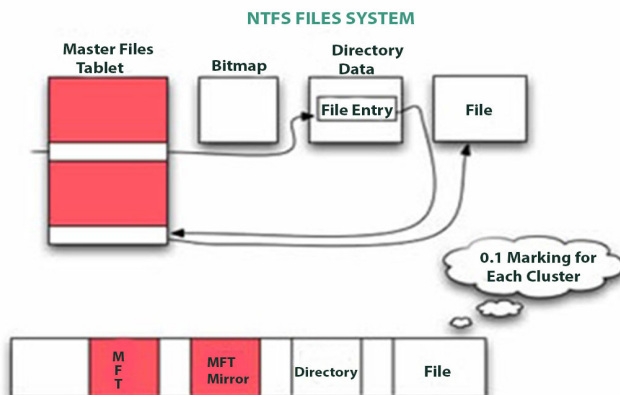 NTFS FILES SYSTEM
Master Files
Tablet
Bitmap
Directory
Data
File Entry
File
0.1 Marking for
Each Cluster
M
F
T
MFT
Mirror
Directory
File